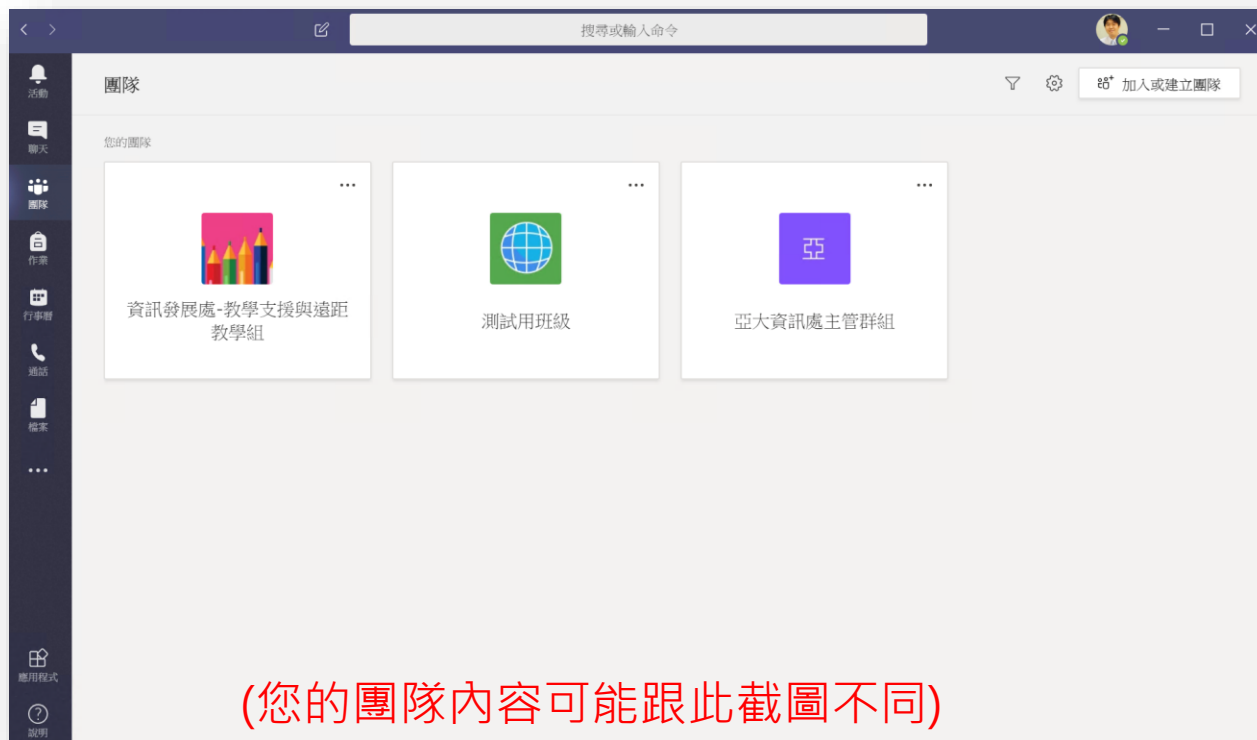 搜尋或輸入命令
活動
團隊
加入或建立團隊
聊天
您的團隊
團隊
作業
行事曆
通話
檔案
資訊發展處-教學支援與遠距
教學組
測試用班級
亞
亞大資訊處主管群組
應用程式
說明
(您的團隊內容可能跟此截圖不同)